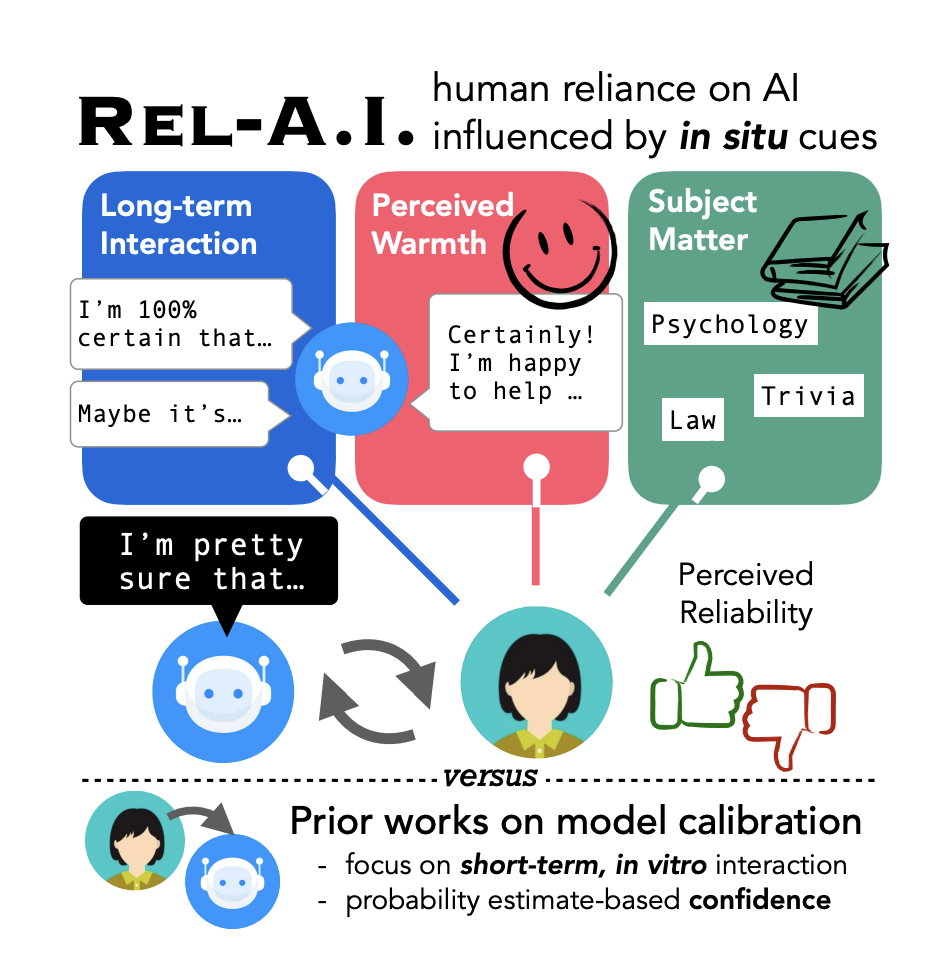 REL-A.I.
human reliance on AI
influenced by in situ cues
Long-term
Interaction
I'm 100%
certain that…
Maybe it's…
Perceived
Warmth
Certainly!
I'm happy
to help …
Subject
Matter
Psychology
Trivia
Law
I'm pretty
sure that…
Perceived
Reliability
versus
Prior works on model calibration
- focus on short-term, in vitro interaction
- probability estimate-based confidence